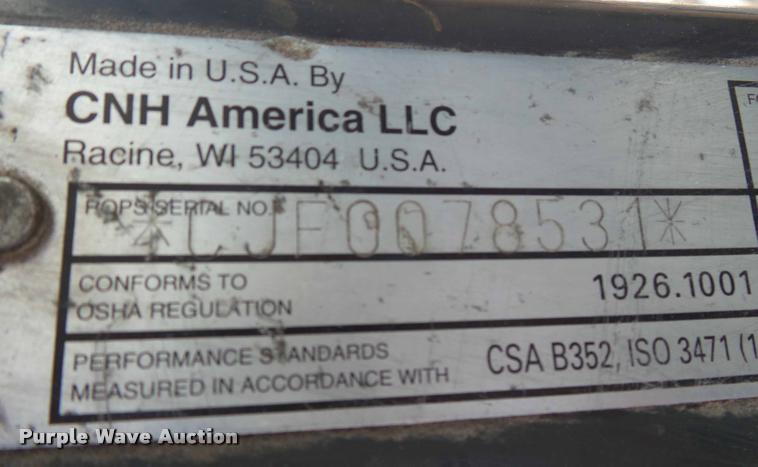 Made in U.S.A. By
CNH America LLC
Racine, WI 53404 U.S.A.
ROPS SERIAL NO.
*CJF0078531*
CONFORMS TO
OSHA REGULATION
1926.1001
PERFORMANCE STANDARDS
MEASURED IN ACCORDANCE WITH
CSA B352, ISO 3471 (1
Purple Wave Auction